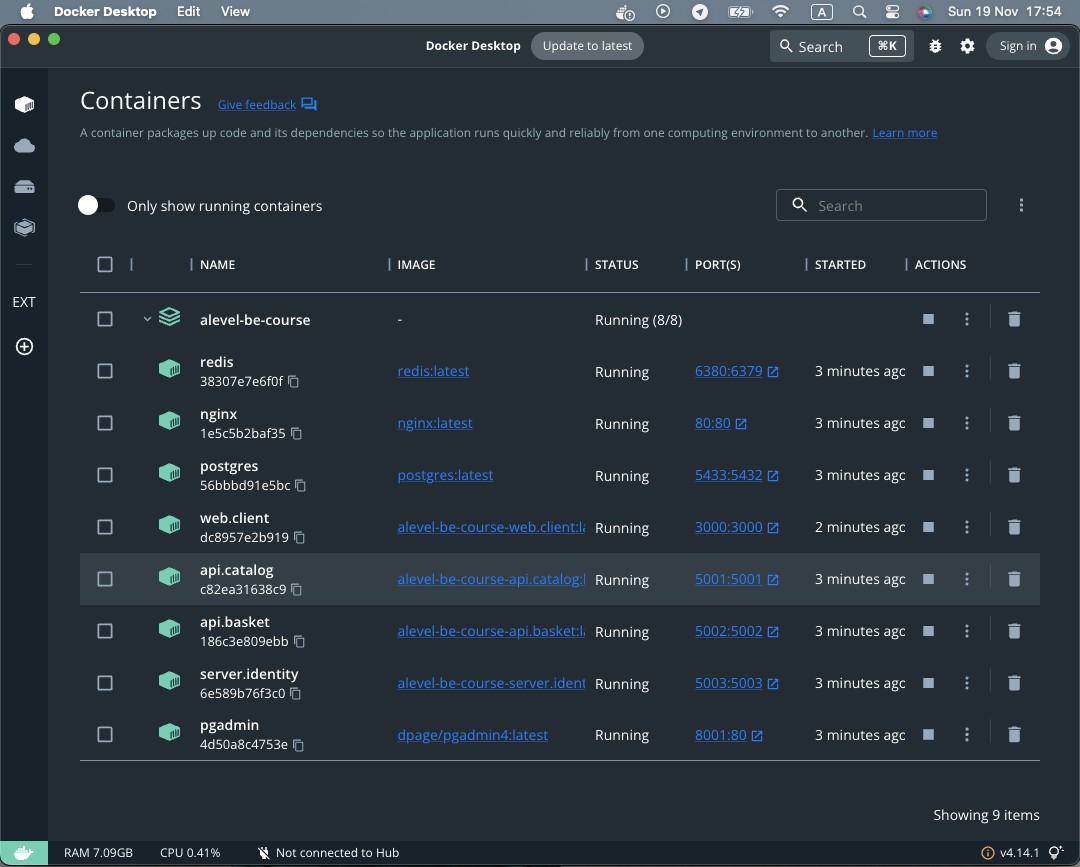 Docker Desktop Edit View A Sun 19 Nov 17:54
Docker Desktop Update to latest Search ⌘K Sign in
Containers Give feedback
A container packages up code and its dependencies so the application runs quickly and reliably from one computing environment to another. Learn more
Only show running containers Search
NAME IMAGE STATUS PORT(S) STARTED ACTIONS
EXT
alevel-be-course - Running (8/8)
redis
38307e7e6f0f redis:latest Running 6380:6379 3 minutes agc
nginx
1e5c5b2baf35 nginx:latest Running 80:80 3 minutes agc
postgres
56bbbd91e5bc postgres:latest Running 5433:5432 3 minutes agc
web.client
dc8957e2b919 alevel-be-course-web.client:la Running 3000:3000 2 minutes agc
api.catalog
c82ea31638c9 alevel-be-course-api.catalog:l Running 5001:5001 3 minutes agc
api.basket
186c3e809ebb alevel-be-course-api.basket:la Running 5002:5002 3 minutes agc
server.identity
6e589b76f3c0 alevel-be-course-server.ident Running 5003:5003 3 minutes agc
pgadmin
4d50a8c4753e dpage/pgadmin4:latest Running 8001:80 3 minutes agc
Showing 9 items
RAM 7.09GB CPU 0.41% Not connected to Hub v4.14.1